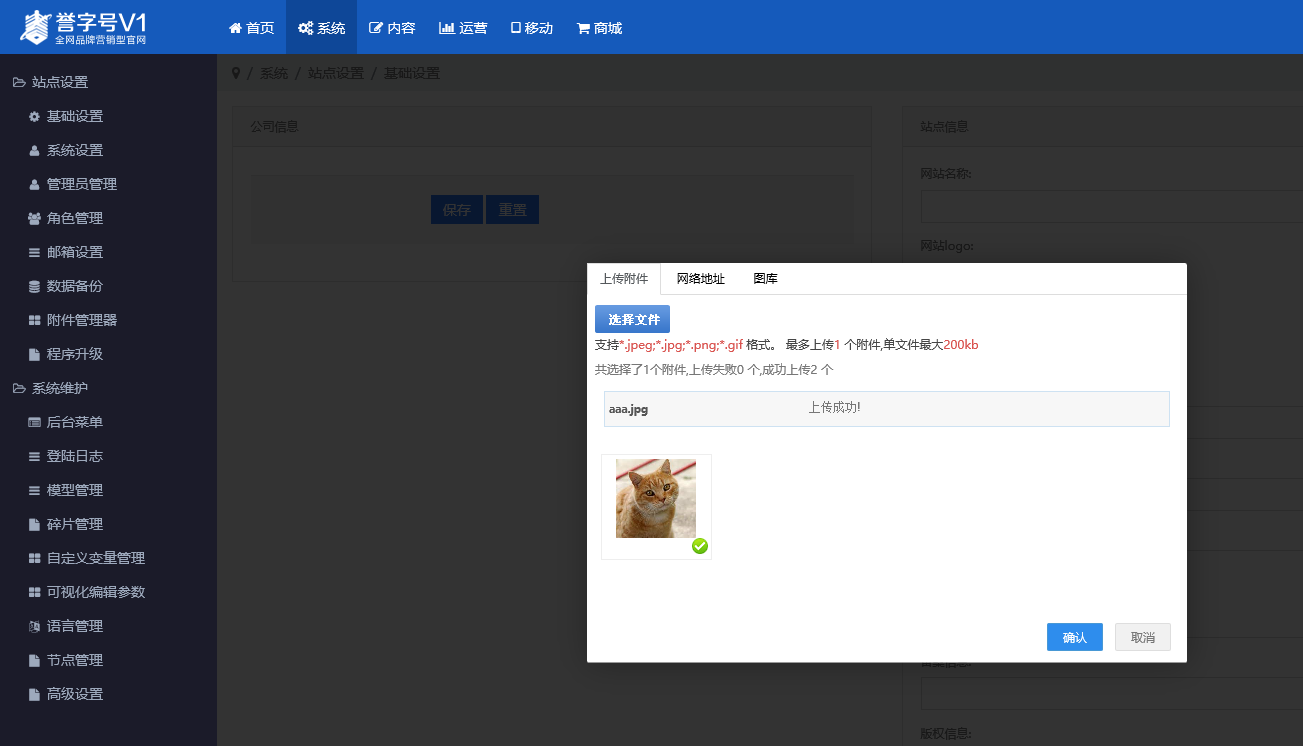 誉字号V1
全网品牌营销型官网
首页 系统 内容 运营 移动 商城
站点设置
基础设置
系统设置
管理员管理
角色管理
邮箱设置
数据备份
附件管理器
程序升级
系统维护
后台菜单
登陆日志
模型管理
碎片管理
自定义变量管理
可视化编辑参数
语言管理
节点管理
高级设置
/ 系统 / 站点设置 / 基础设置
公司信息
保存 重置
站点信息
网站名称:
网站logo:
上传附件 网络地址 图库
选择文件
支持*.jpeg;*.jpg;*.png;*.gif 格式。 最多上传1 个附件,单文件最大200kb
共选择了1个附件,上传失败0 个,成功上传2 个
aaa.jpg 上传成功!
确认 取消
版权信息: